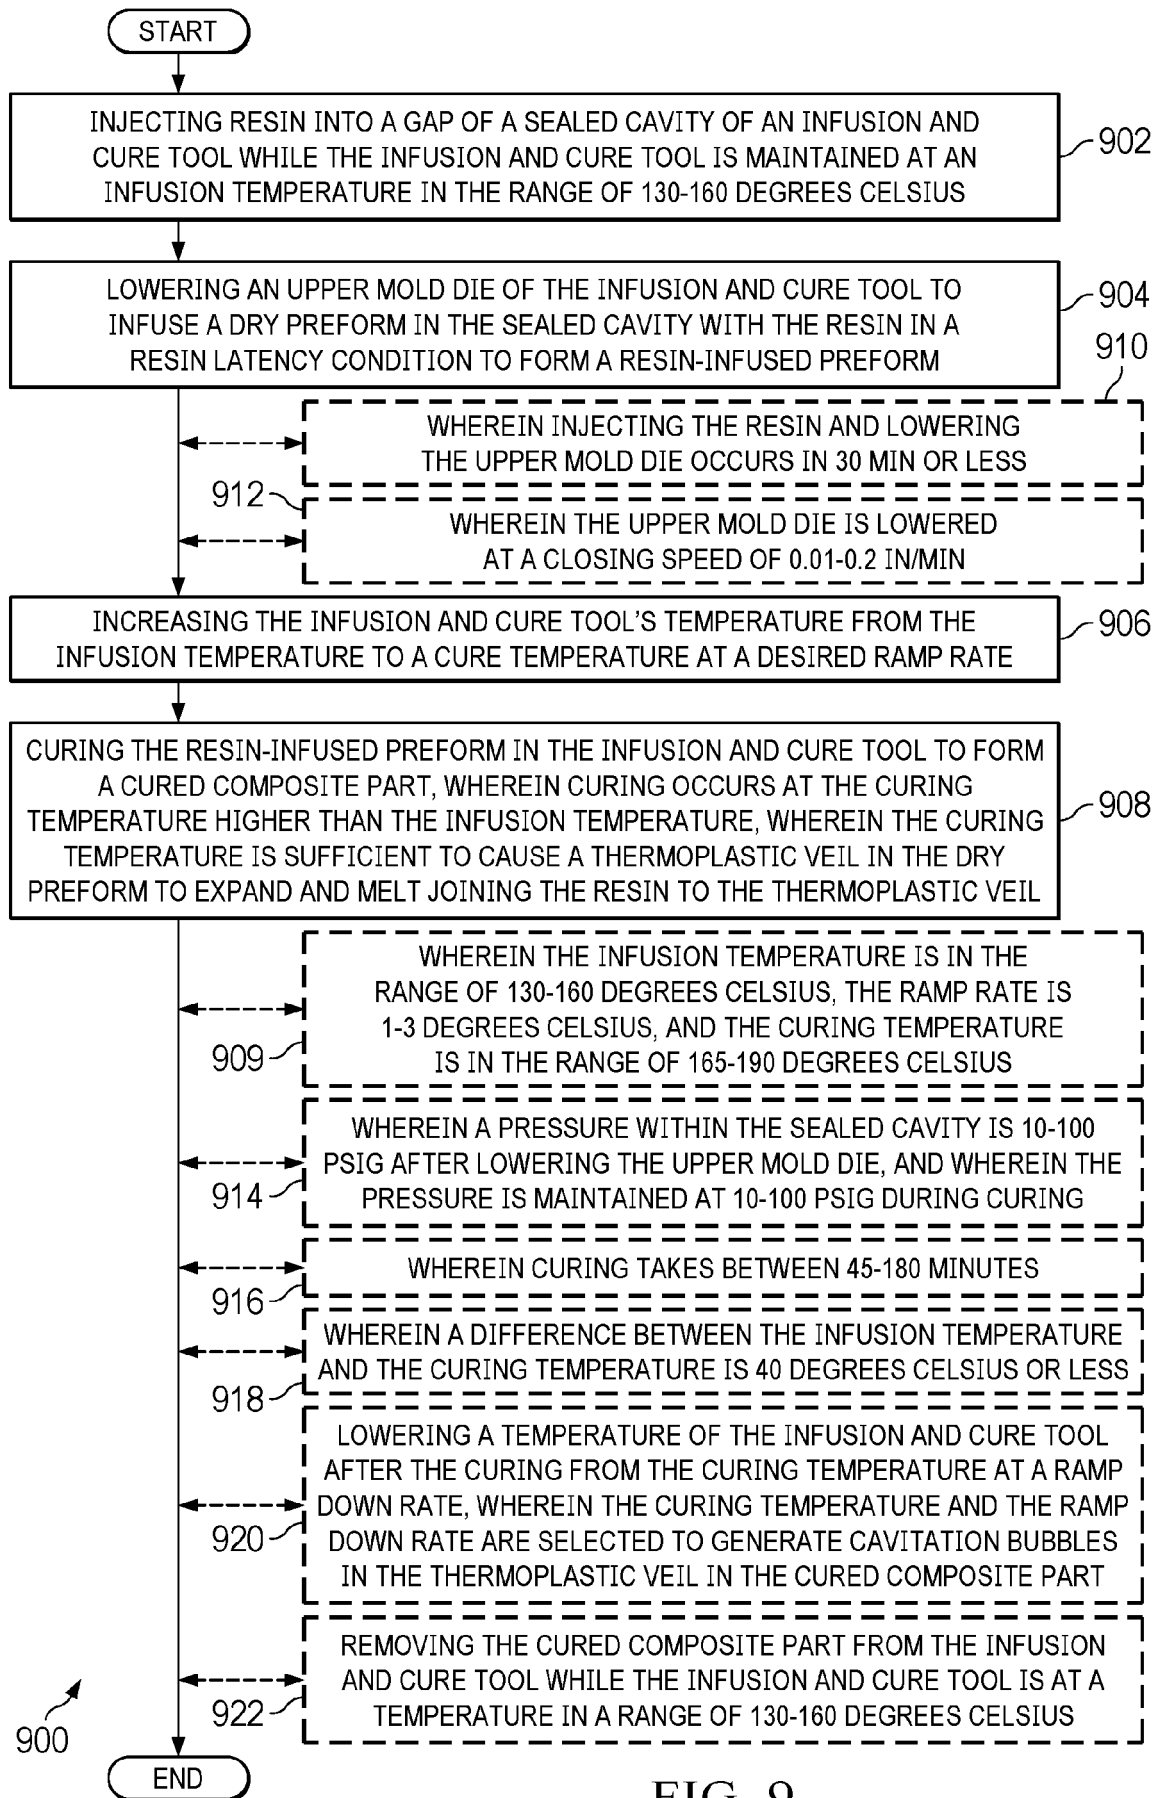 START
INJECTING RESIN INTO A GAP OF A SEALED CAVITY OF AN INFUSION AND
CURE TOOL WHILE THE INFUSION AND CURE TOOL IS MAINTAINED AT AN
INFUSION TEMPERATURE IN THE RANGE OF 130-160 DEGREES CELSIUS
902
LOWERING AN UPPER MOLD DIE OF THE INFUSION AND CURE TOOL TO
INFUSE A DRY PREFORM IN THE SEALED CAVITY WITH THE RESIN IN A
RESIN LATENCY CONDITION TO FORM A RESIN-INFUSED PREFORM
904
910
WHEREIN INJECTING THE RESIN AND LOWERING
THE UPPER MOLD DIE OCCURS IN 30 MIN OR LESS
912
WHEREIN THE UPPER MOLD DIE IS LOWERED
AT A CLOSING SPEED OF 0.01-0.2 IN/MIN
INCREASING THE INFUSION AND CURE TOOL'S TEMPERATURE FROM THE
INFUSION TEMPERATURE TO A CURE TEMPERATURE AT A DESIRED RAMP RATE
906
CURING THE RESIN-INFUSED PREFORM IN THE INFUSION AND CURE TOOL TO FORM
A CURED COMPOSITE PART, WHEREIN CURING OCCURS AT THE CURING
TEMPERATURE HIGHER THAN THE INFUSION TEMPERATURE, WHEREIN THE CURING
TEMPERATURE IS SUFFICIENT TO CAUSE A THERMOPLASTIC VEIL IN THE DRY
PREFORM TO EXPAND AND MELT JOINING THE RESIN TO THE THERMOPLASTIC VEIL
908
WHEREIN THE INFUSION TEMPERATURE IS IN THE
RANGE OF 130-160 DEGREES CELSIUS, THE RAMP RATE IS
1-3 DEGREES CELSIUS, AND THE CURING TEMPERATURE
IS IN THE RANGE OF 165-190 DEGREES CELSIUS
909
WHEREIN A PRESSURE WITHIN THE SEALED CAVITY IS 10-100
PSIG AFTER LOWERING THE UPPER MOLD DIE, AND WHEREIN THE
PRESSURE IS MAINTAINED AT 10-100 PSIG DURING CURING
914
WHEREIN CURING TAKES BETWEEN 45-180 MINUTES
916
WHEREIN A DIFFERENCE BETWEEN THE INFUSION TEMPERATURE
AND THE CURING TEMPERATURE IS 40 DEGREES CELSIUS OR LESS
918
LOWERING A TEMPERATURE OF THE INFUSION AND CURE TOOL
AFTER THE CURING FROM THE CURING TEMPERATURE AT A RAMP
DOWN RATE, WHEREIN THE CURING TEMPERATURE AND THE RAMP
DOWN RATE ARE SELECTED TO GENERATE CAVITATION BUBBLES
IN THE THERMOPLASTIC VEIL IN THE CURED COMPOSITE PART
920
REMOVING THE CURED COMPOSITE PART FROM THE INFUSION
AND CURE TOOL WHILE THE INFUSION AND CURE TOOL IS AT A
TEMPERATURE IN A RANGE OF 130-160 DEGREES CELSIUS
922
900
END
FIG. 9